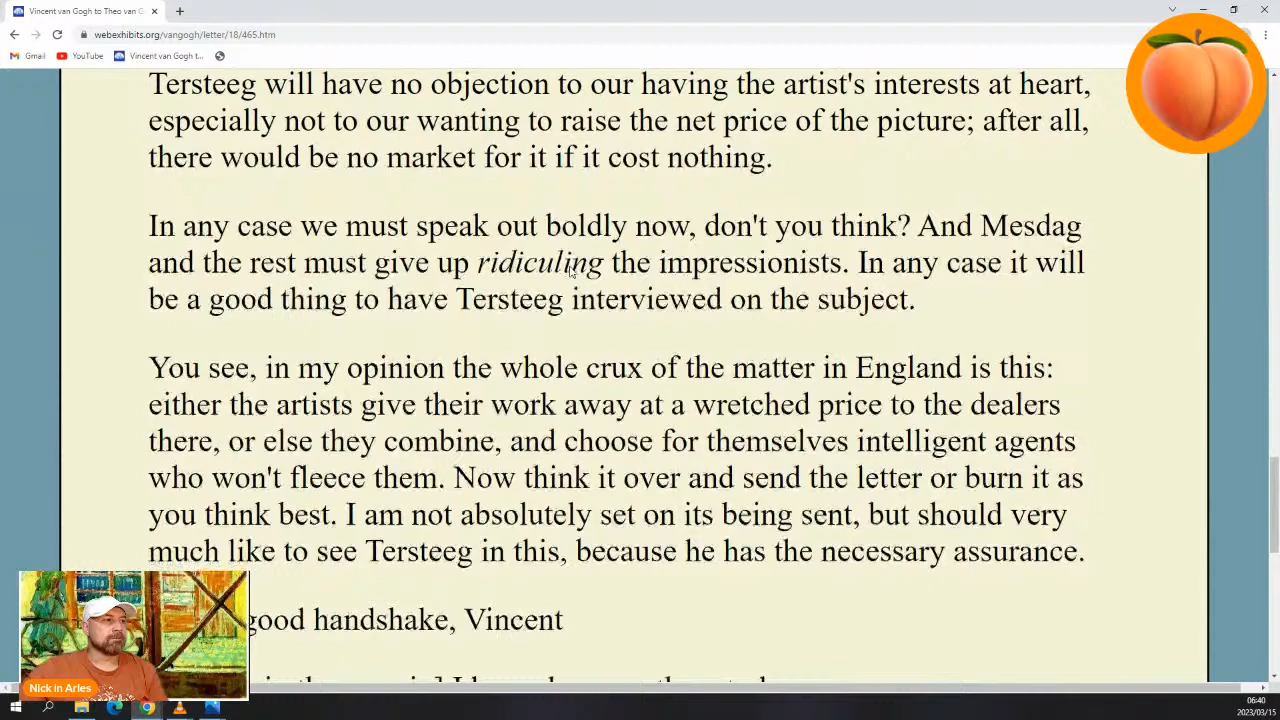 Vincent van Gogh to Theo van G
webexhibits.org/vangogh/letter/18/465.htm
Gmail
YouTube
Vincent van Gogh t...
Tersteeg will have no objection to our having the artist's interests at heart,
especially not to our wanting to raise the net price of the picture; after all,
there would be no market for it if it cost nothing.
In any case we must speak out boldly now, don't you think? And Mesdag
and the rest must give up ridiculing the impressionists. In any case it will
be a good thing to have Tersteeg interviewed on the subject.
You see, in my opinion the whole crux of the matter in England is this:
either the artists give their work away at a wretched price to the dealers
there, or else they combine, and choose for themselves intelligent agents
who won't fleece them. Now think it over and send the letter or burn it as
you think best. I am not absolutely set on its being sent, but should very
much like to see Tersteeg in this, because he has the necessary assurance.
good handshake, Vincent
Nick in Arles
06:40
2023/03/15